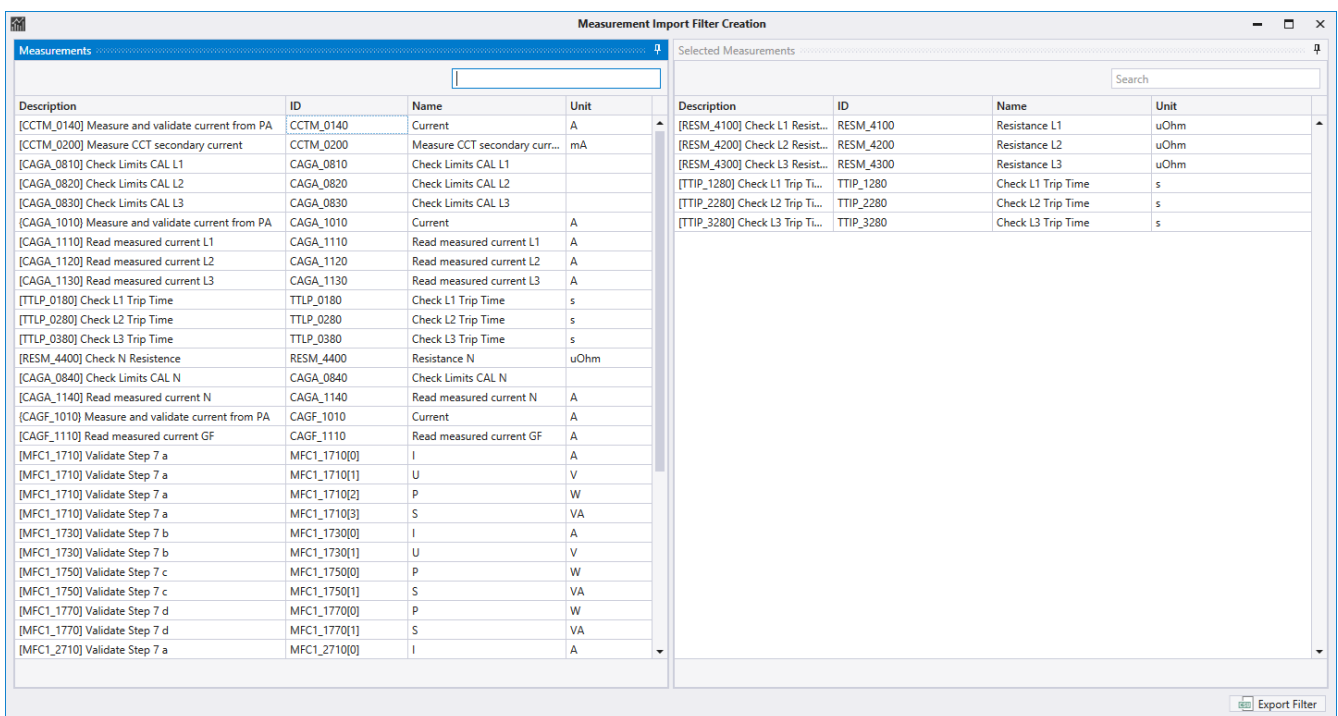 Measurement Import Filter Creation
Measurements
Description ID Name Unit
[CCTM_0140] Measure and validate current from PA CCTM_0140 Current A
[CCTM_0200] Measure CCT secondary current CCTM_0200 Measure CCT secondary curr... mA
[CAGA_0810] Check Limits CAL L1 CAGA_0810 Check Limits CAL L1
[CAGA_0820] Check Limits CAL L2 CAGA_0820 Check Limits CAL L2
[CAGA_0830] Check Limits CAL L3 CAGA_0830 Check Limits CAL L3
{CAGA_1010} Measure and validate current from PA CAGA_1010 Current A
[CAGA_1110] Read measured current L1 CAGA_1110 Read measured current L1 A
[CAGA_1120] Read measured current L2 CAGA_1120 Read measured current L2 A
[CAGA_1130] Read measured current L3 CAGA_1130 Read measured current L3 A
[TTLP_0180] Check L1 Trip Time TTLP_0180 Check L1 Trip Time s
[TTLP_0280] Check L2 Trip Time TTLP_0280 Check L2 Trip Time s
[TTLP_0380] Check L3 Trip Time TTLP_0380 Check L3 Trip Time s
[RESM_4400] Check N Resistence RESM_4400 Resistance N uOhm
[CAGA_0840] Check Limits CAL N CAGA_0840 Check Limits CAL N
[CAGA_1140] Read measured current N CAGA_1140 Read measured current N A
{CAGF_1010} Measure and validate current from PA CAGF_1010 Current A
[CAGF_1110] Read measured current GF CAGF_1110 Read measured current GF A
[MFC1_1710] Validate Step 7 a MFC1_1710[0] I A
[MFC1_1710] Validate Step 7 a MFC1_1710[1] U V
[MFC1_1710] Validate Step 7 a MFC1_1710[2] P W
[MFC1_1710] Validate Step 7 a MFC1_1710[3] S VA
[MFC1_1730] Validate Step 7 b MFC1_1730[0] I A
[MFC1_1730] Validate Step 7 b MFC1_1730[1] U V
[MFC1_1750] Validate Step 7 c MFC1_1750[0] P W
[MFC1_1750] Validate Step 7 c MFC1_1750[1] S VA
[MFC1_1770] Validate Step 7 d MFC1_1770[0] P W
[MFC1_1770] Validate Step 7 d MFC1_1770[1] S VA
[MFC1_2710] Validate Step 7 a MFC1_2710[0] I A
Selected Measurements
Search
Description ID Name Unit
[RESM_4100] Check L1 Resist... RESM_4100 Resistance L1 uOhm
[RESM_4200] Check L2 Resist... RESM_4200 Resistance L2 uOhm
[RESM_4300] Check L3 Resist... RESM_4300 Resistance L3 uOhm
[TTIP_1280] Check L1 Trip Ti... TTIP_1280 Check L1 Trip Time s
[TTIP_2280] Check L2 Trip Ti... TTIP_2280 Check L2 Trip Time s
[TTIP_3280] Check L3 Trip Ti... TTIP_3280 Check L3 Trip Time s
Export Filter